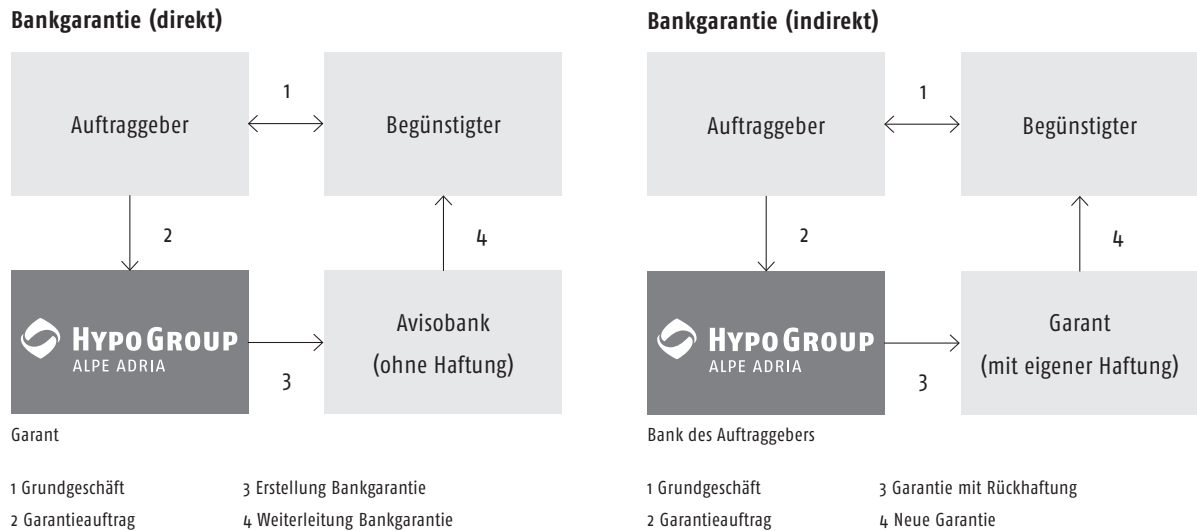 Bankgarantie (direkt)
1
Auftraggeber
Begünstigter
2
4
HYPO GROUP
ALPE ADRIA
3
Avisobank
(ohne Haftung)
Garant
1 Grundgeschäft
3 Erstellung Bankgarantie
2 Garantieauftrag
4 Weiterleitung Bankgarantie
Bankgarantie (indirekt)
1
Auftraggeber
Begünstigter
2
4
HYPO GROUP
ALPE ADRIA
3
Garant
(mit eigener Haftung)
Bank des Auftraggebers
1 Grundgeschäft
3 Garantie mit Rückhaftung
2 Garantieauftrag
4 Neue Garantie